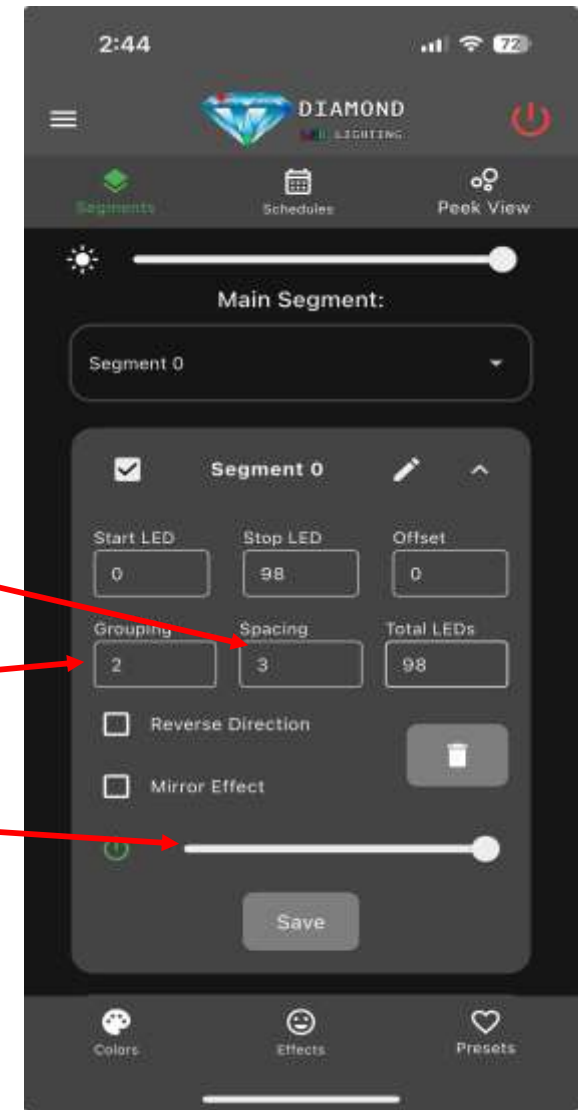 2:44
72
DIAMOND
LED LIGHTING
Segments
Schedules
Peek View
Main Segment:
Segment 0
Segment 0
Start LED
Stop LED
Offset
0
98
0
Grouping
Spacing
Total LEDs
2
3
98
Reverse Direction
Mirror Effect
Save
Colors
Effects
Presets